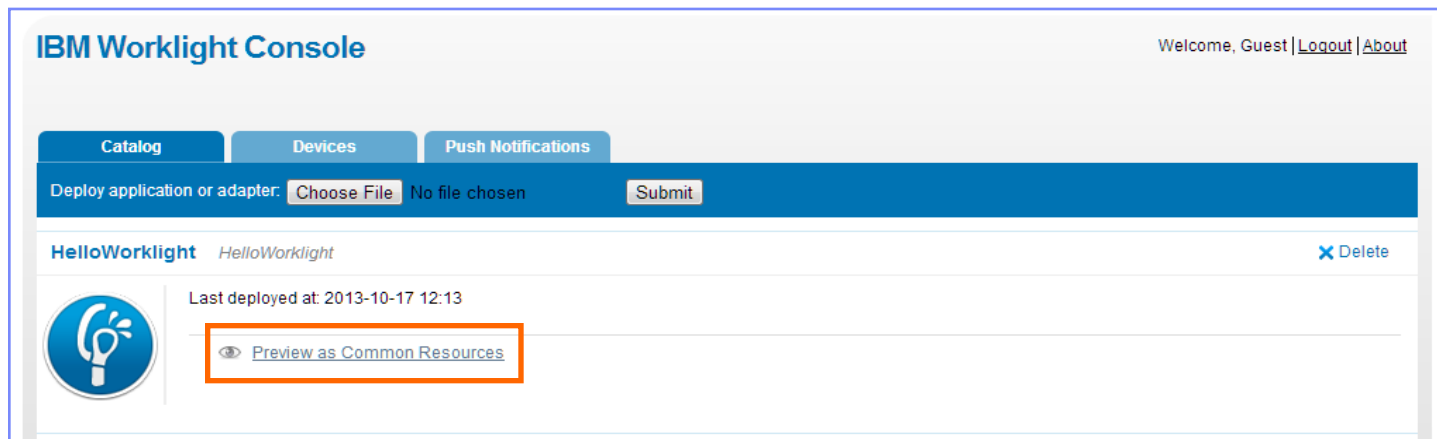 IBM Worklight Console
Welcome, Guest | Logout | About
Catalog Devices Push Notifications
Deploy application or adapter: Choose File No file chosen Submit
HelloWorklight HelloWorklight Delete
Last deployed at: 2013-10-17 12:13
Preview as Common Resources